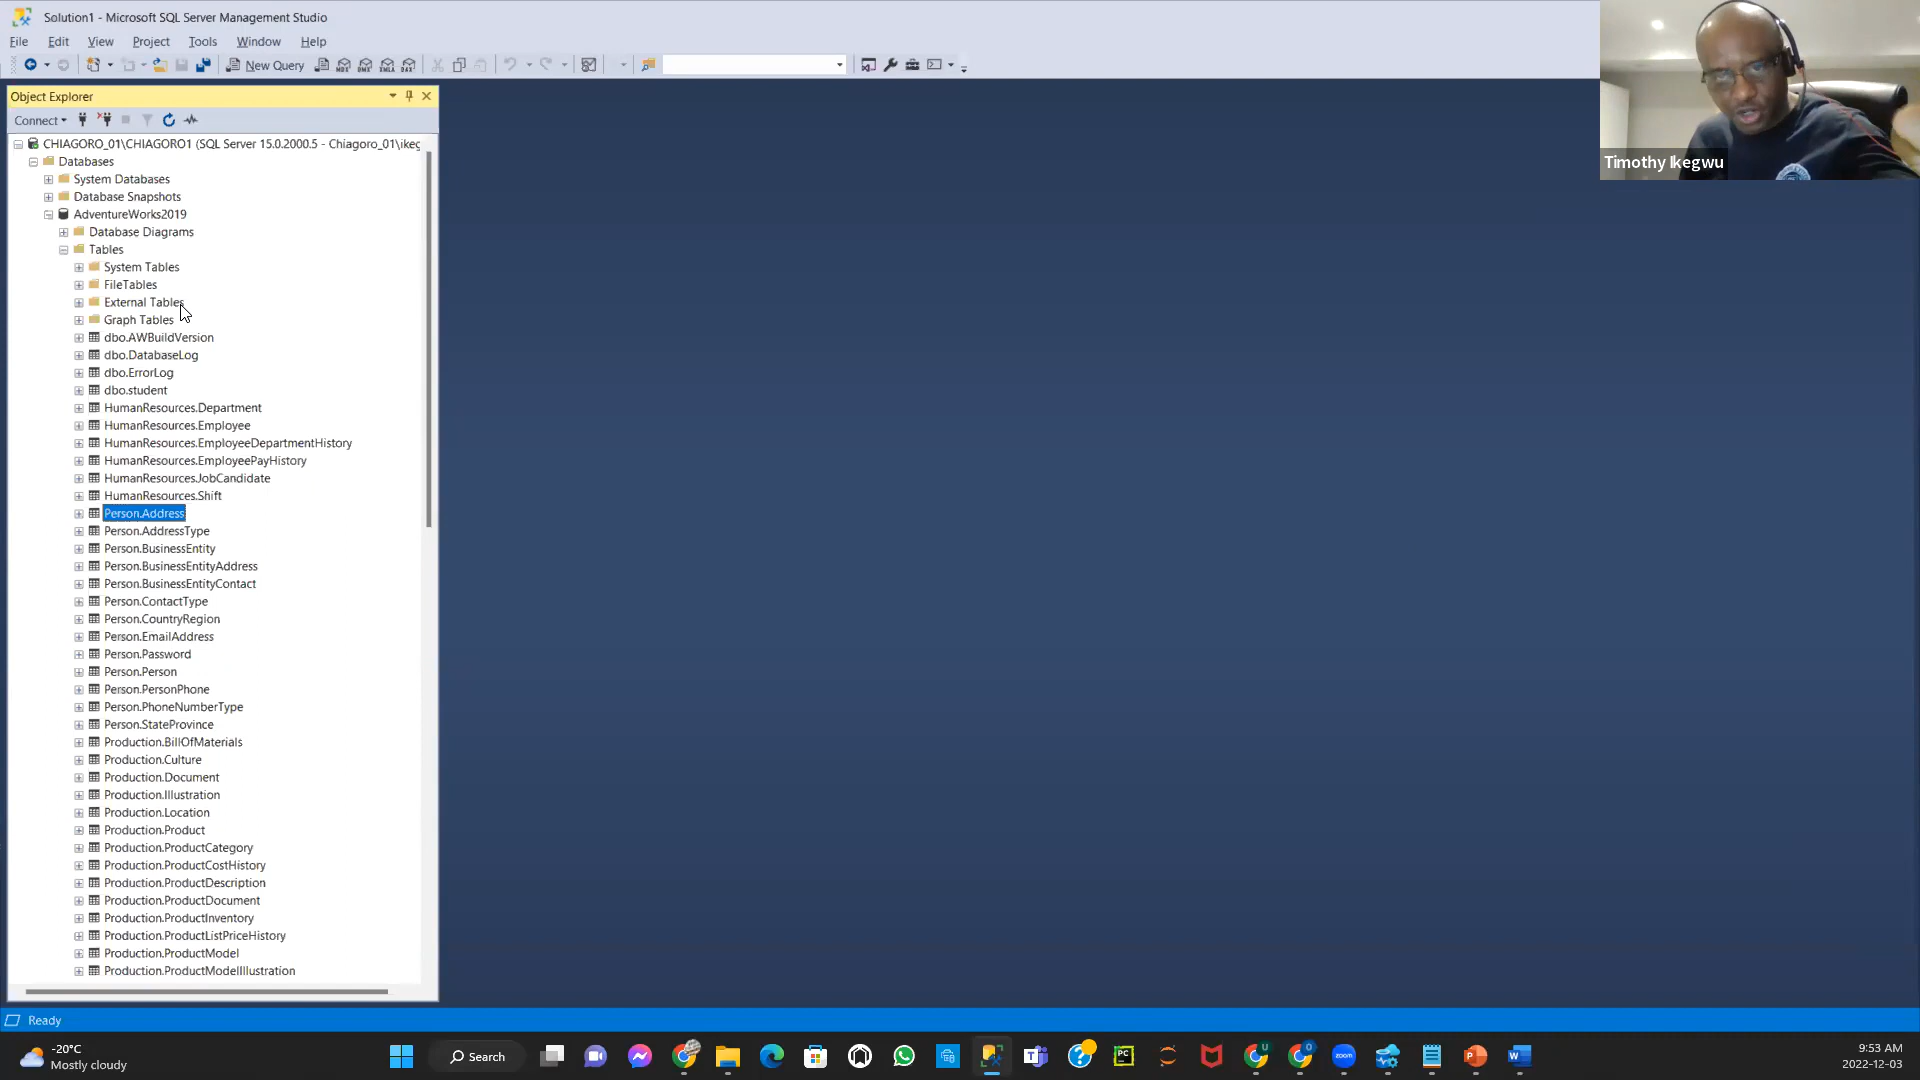 Solution1 - Microsoft SQL Server Management Studio
File Edit View Project Tools Window Help
New Query
Timothy Ikegwu
Object Explorer
Connect
CHIAGORO_01\CHIAGORO1 (SQL Server 15.0.2000.5 - Chiagoro_01\ikeg
Databases
System Databases
Database Snapshots
AdventureWorks2019
Database Diagrams
Tables
System Tables
FileTables
External Tables
Graph Tables
dbo.AWBuildVersion
dbo.DatabaseLog
dbo.ErrorLog
dbo.student
HumanResources.Department
HumanResources.Employee
HumanResources.EmployeeDepartmentHistory
HumanResources.EmployeePayHistory
HumanResources.JobCandidate
HumanResources.Shift
Person.Address
Person.AddressType
Person.BusinessEntity
Person.BusinessEntityAddress
Person.BusinessEntityContact
Person.ContactType
Person.CountryRegion
Person.EmailAddress
Person.Password
Person.Person
Person.PersonPhone
Person.PhoneNumberType
Person.StateProvince
Production.BillOfMaterials
Production.Culture
Production.Document
Production.Illustration
Production.Location
Production.Product
Production.ProductCategory
Production.ProductCostHistory
Production.ProductDescription
Production.ProductDocument
Production.ProductInventory
Production.ProductListPriceHistory
Production.ProductModel
Production.ProductModelIllustration
Ready
-20°C
Mostly cloudy
Search
9:53 AM
2022-12-03